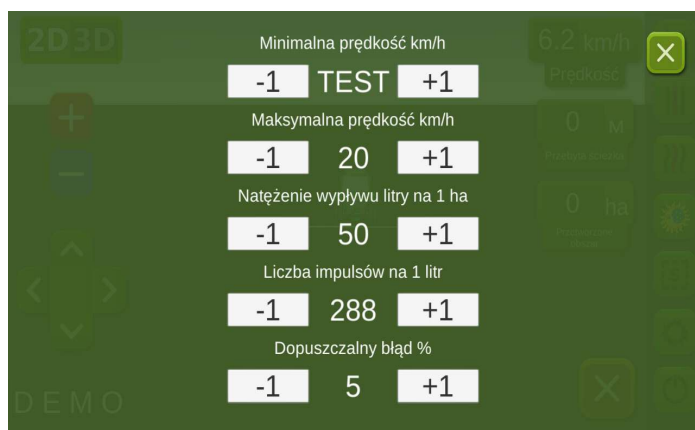 2D 3D
6.2 km/h
Prędkość
Minimalna prędkość km/h
-1 TEST +1
Maksymalna prędkość km/h
-1 20 +1
0 M
Natężenie wypływu litry na 1 ha
-1 50 +1
0 ha
Liczba impulsów na 1 litr
-1 288 +1
Dopuszczalny błąd %
-1 5 +1
DEMO